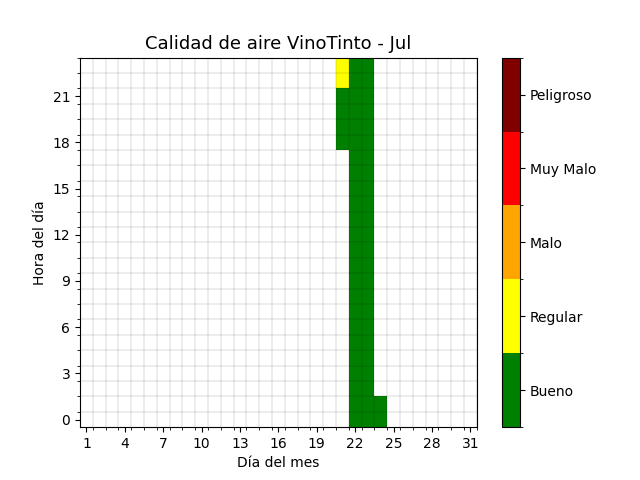 Calidad de aire VinoTinto - Jul
Hora del día
21
18
15
12
9
6
3
0
1 4 7 10 13 16 19 22 25 28 31
Día del mes
Peligroso
Muy Malo
Malo
Regular
Bueno